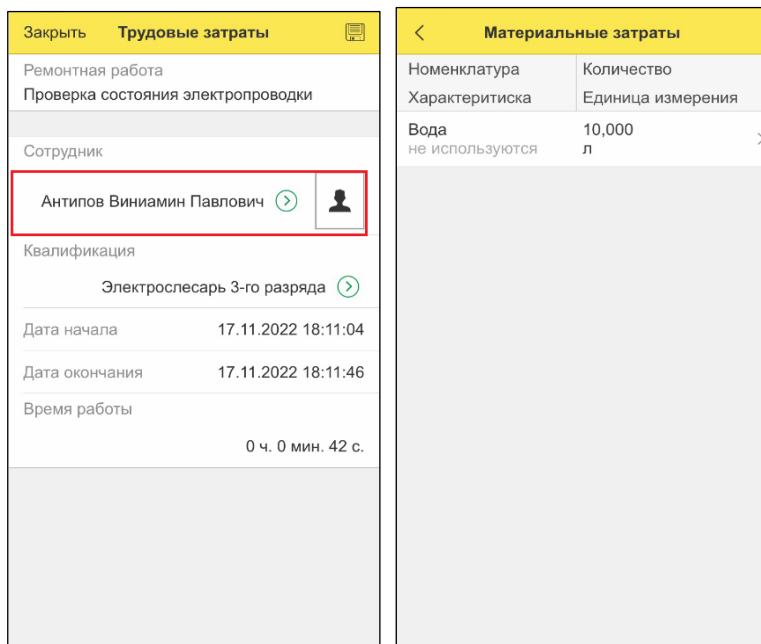 Закрыть Трудовые затраты
Ремонтная работа
Проверка состояния электропроводки
Сотрудник
Антипов Виниамин Павлович
Квалификация
Электрослесарь 3-го разряда
Дата начала 17.11.2022 18:11:04
Дата окончания 17.11.2022 18:11:46
Время работы
0 ч. 0 мин. 42 с.
Материальные затраты
Номенклатура Количество
Характеритиска Единица измерения
Вода 10,000
не используются л